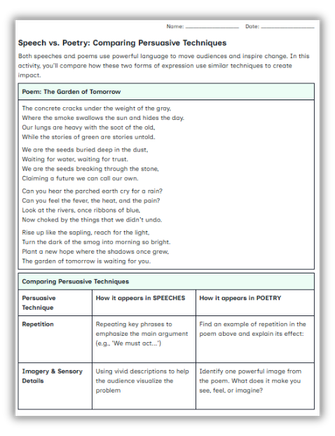 Name: Date:
Speech vs. Poetry: Comparing Persuasive Techniques
Both speeches and poems use powerful language to move audiences and inspire change. In this
activity, you'll compare how these two forms of expression use similar techniques to create
impact.
Poem: The Garden of Tomorrow
The concrete cracks under the weight of the gray,
Where the smoke swallows the sun and hides the day.
Our lungs are heavy with the soot of the old,
While the stories of green are stories untold.
We are the seeds buried deep in the dust,
Waiting for water, waiting for trust.
We are the seeds breaking through the stone,
Claiming a future we can call our own.
Can you hear the parched earth cry for a rain?
Can you feel the fever, the heat, and the pain?
Look at the rivers, once ribbons of blue,
Now choked by the things that we didn't undo.
Rise up like the sapling, reach for the light,
Turn the dark of the smog into morning so bright.
Plant a new hope where the shadows once grew,
The garden of tomorrow is waiting for you.
Comparing Persuasive Techniques
Persuasive
Technique
How it appears in SPEECHES
How it appears in POETRY
Repetition
Repeating key phrases to
emphasize the main argument
(e.g., 'We must act...')
Find an example of repetition in the
poem above and explain its effect:
Imagery & Sensory
Details
Using vivid descriptions to help
the audience visualize the
problem
Identify one powerful image from
the poem. What does it make you
see, feel, or imagine?